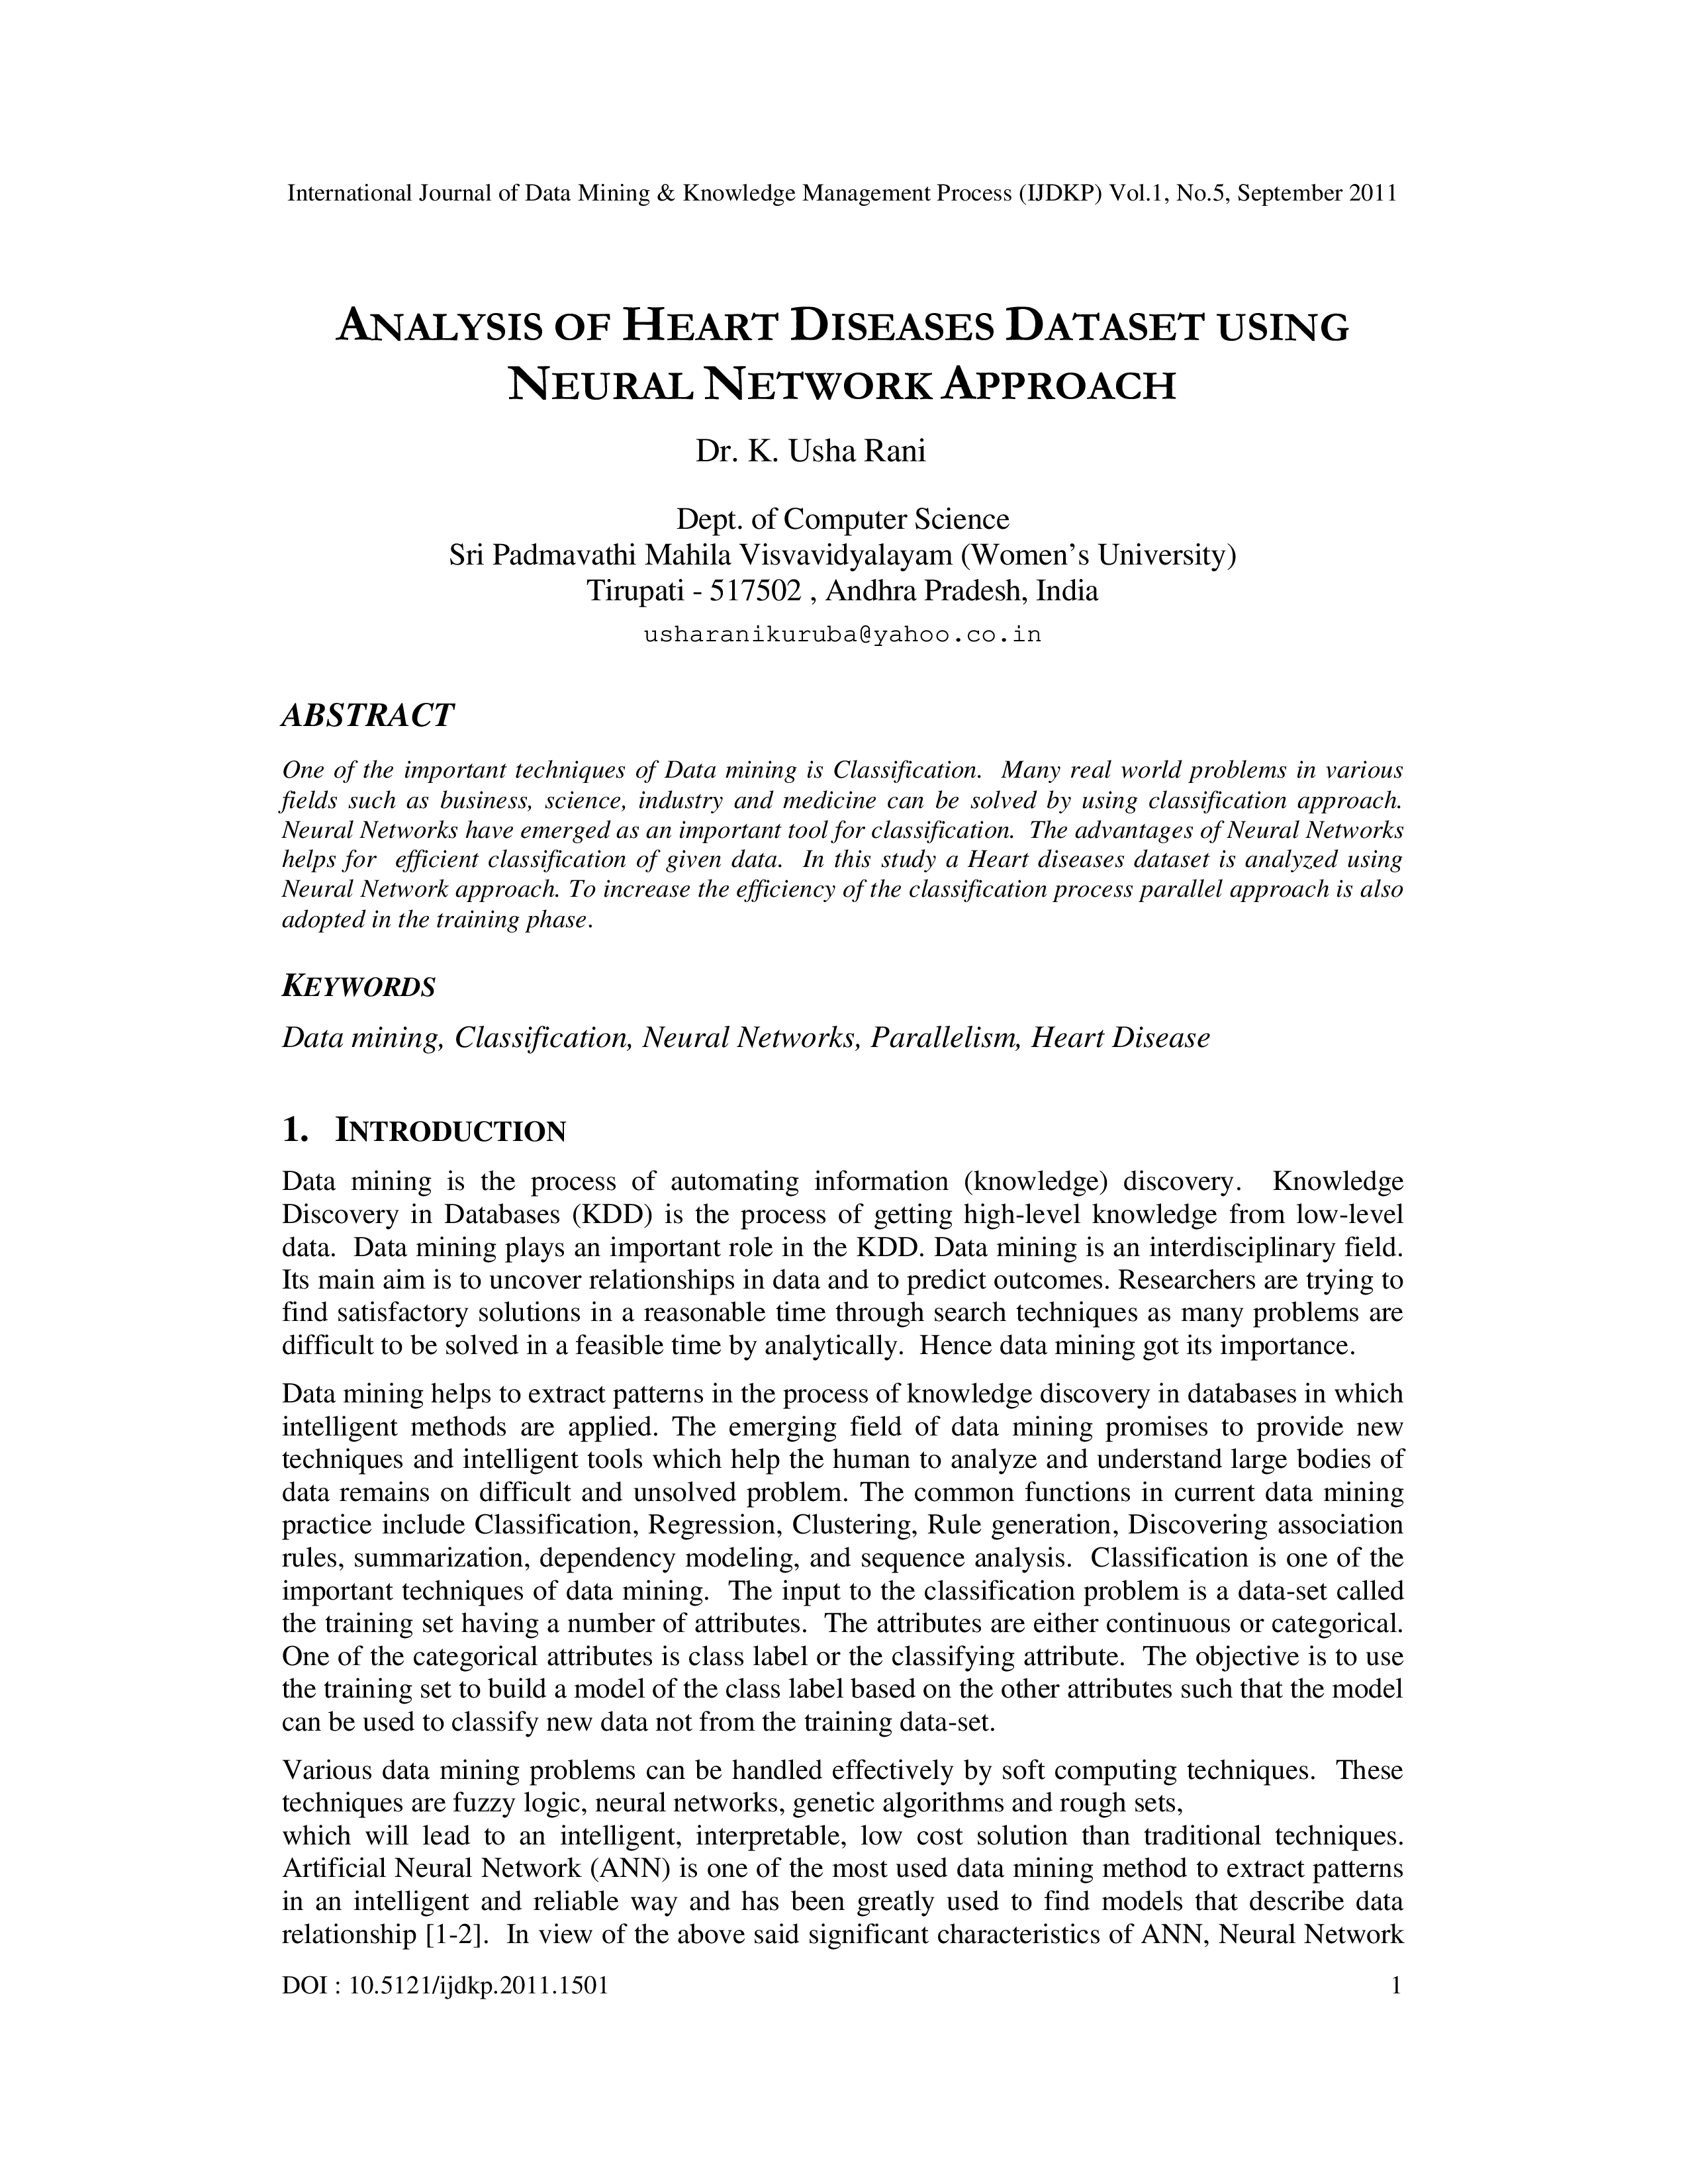 International Journal of Data Mining & Knowledge Management Process (IJDKP) Vol.1, No.5, September 2011
ANALYSIS OF HEART DISEASES DATASET USING
NEURAL NETWORK APPROACH
Dr. K. Usha Rani
Dept. of Computer Science
Sri Padmavathi Mahila Visvavidyalayam (Women's University)
Tirupati - 517502 , Andhra Pradesh, India
usharanikuruba@yahoo.co.in
ABSTRACT
One of the important techniques of Data mining is Classification. Many real world problems in various
fields such as business, science, industry and medicine can be solved by using classification approach.
Neural Networks have emerged as an important tool for classification. The advantages of Neural Networks
helps for efficient classification of given data. In this study a Heart diseases dataset is analyzed using
Neural Network approach. To increase the efficiency of the classification process parallel approach is also
adopted in the training phase.
KEYWORDS
Data mining, Classification, Neural Networks, Parallelism, Heart Disease
1. INTRODUCTION
Data mining is the process of automating information (knowledge) discovery. Knowledge
Discovery in Databases (KDD) is the process of getting high-level knowledge from low-level
data. Data mining plays an important role in the KDD. Data mining is an interdisciplinary field.
Its main aim is to uncover relationships in data and to predict outcomes. Researchers are trying to
find satisfactory solutions in a reasonable time through search techniques as many problems are
difficult to be solved in a feasible time by analytically. Hence data mining got its importance.
Data mining helps to extract patterns in the process of knowledge discovery in databases in which
intelligent methods are applied. The emerging field of data mining promises to provide new
techniques and intelligent tools which help the human to analyze and understand large bodies of
data remains on difficult and unsolved problem. The common functions in current data mining
practice include Classification, Regression, Clustering, Rule generation, Discovering association
rules, summarization, dependency modeling, and sequence analysis. Classification is one of the
important techniques of data mining. The input to the classification problem is a data-set called
the training set having a number of attributes. The attributes are either continuous or categorical.
One of the categorical attributes is class label or the classifying attribute. The objective is to use
the training set to build a model of the class label based on the other attributes such that the model
can be used to classify new data not from the training data-set.
Various data mining problems can be handled effectively by soft computing techniques. These
techniques are fuzzy logic, neural networks, genetic algorithms and rough sets,
which will lead to an intelligent, interpretable, low cost solution than traditional techniques.
Artificial Neural Network (ANN) is one of the most used data mining method to extract patterns
in an intelligent and reliable way and has been greatly used to find models that describe data
relationship [1-2]. In view of the above said significant characteristics of ANN, Neural Network
DOI : 10.5121/ijdkp.2011.1501 1